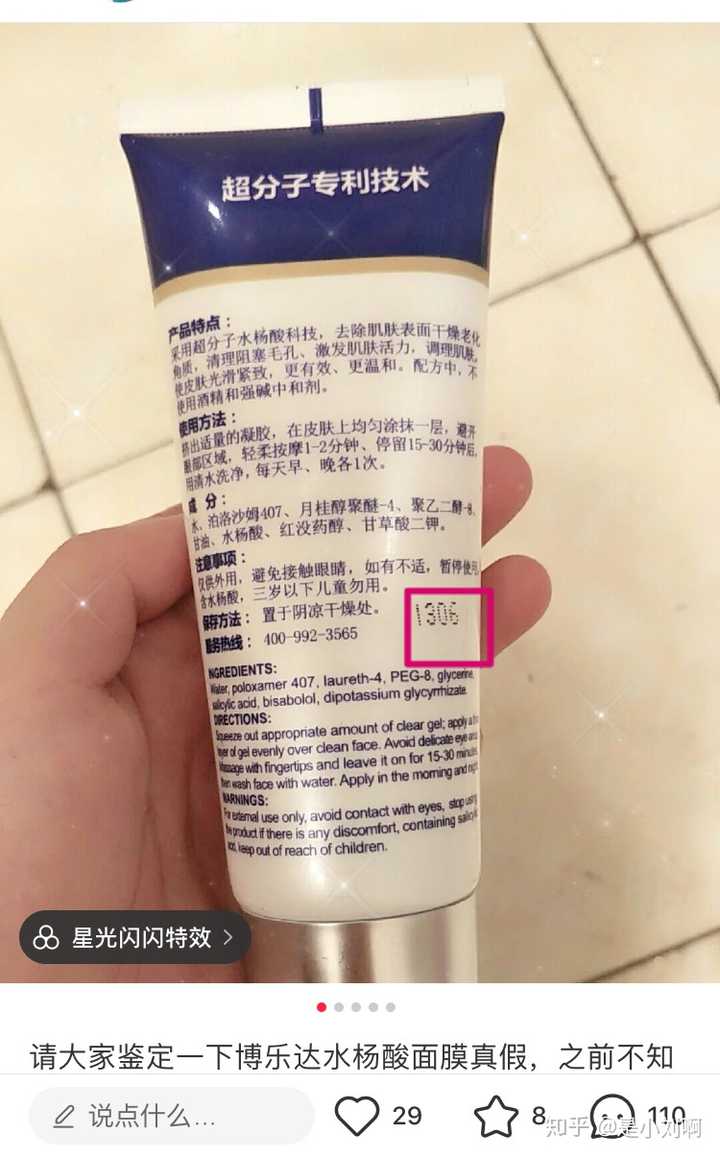 超分子专利技术
产品特点：
采用超分子水杨酸科技，去除肌肤表面干燥老化
角质，清理阻塞毛孔、激发肌肤活力，调理肌肤，
使皮肤光滑紧致，更有效、更温和。配方中，不
使用酒精和强碱中和剂。
使用方法：
挤出适量的凝胶，在皮肤上均匀涂抹一层，避开
眼部区域，轻柔按摩1-2分钟、停留15-30分钟后，
用清水洗净，每天早、晚各1次。
成 分：
水、泊洛沙姆407、月桂醇聚醚-4、聚乙二醇-8、
甘油、水杨酸、红没药醇、甘草酸二钾。
注意事项：
仅供外用，避免接触眼睛，如有不适，暂停使用，
含水杨酸，三岁以下儿童勿用。
保存方法：置于阴凉干燥处。
1306
服务热线：400-992-3565
INGREDIENTS:
Water, poloxamer 407, laureth-4, PEG-8, glycerine,
salicylic acid, bisabolol, dipotassium glycyrrhizate.
DIRECTIONS:
Squeeze out appropriate amount of clear gel; apply a thin
layer of gel evenly over clean face. Avoid delicate eye area.
Massage with fingertips and leave it on for 15-30 minutes,
then wash face with water. Apply in the morning and night.
WARNINGS:
For external use only, avoid contact with eyes, stop using
the product if there is any discomfort, containing salicylic
acid, keep out of reach of children.
星光闪闪特效
请大家鉴定一下博乐达水杨酸面膜真假，之前不知
说点什么...
29
8
110
知乎 @是小刘啊